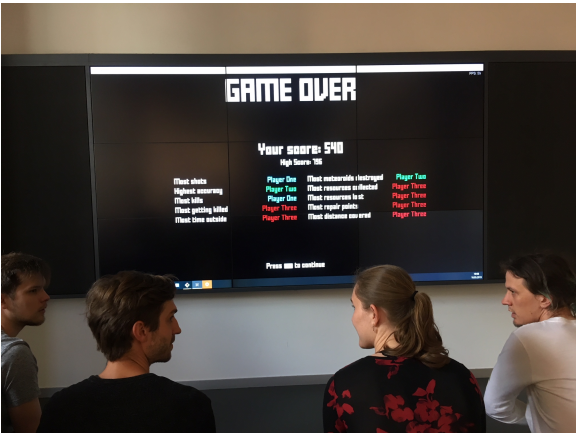 FPS: 35
GAME OVER
Your score: 540
High Score: 796
Most shots Player One
Highest accuracy Player Two
Most kills Player One
Most getting killed Player Three
Most time outside Player Three
Most meteoroids destroyed Player Two
Most resources collected Player Three
Most resources lost Player Three
Most repair points Player Three
Most distance covered Player Three
Press to continue